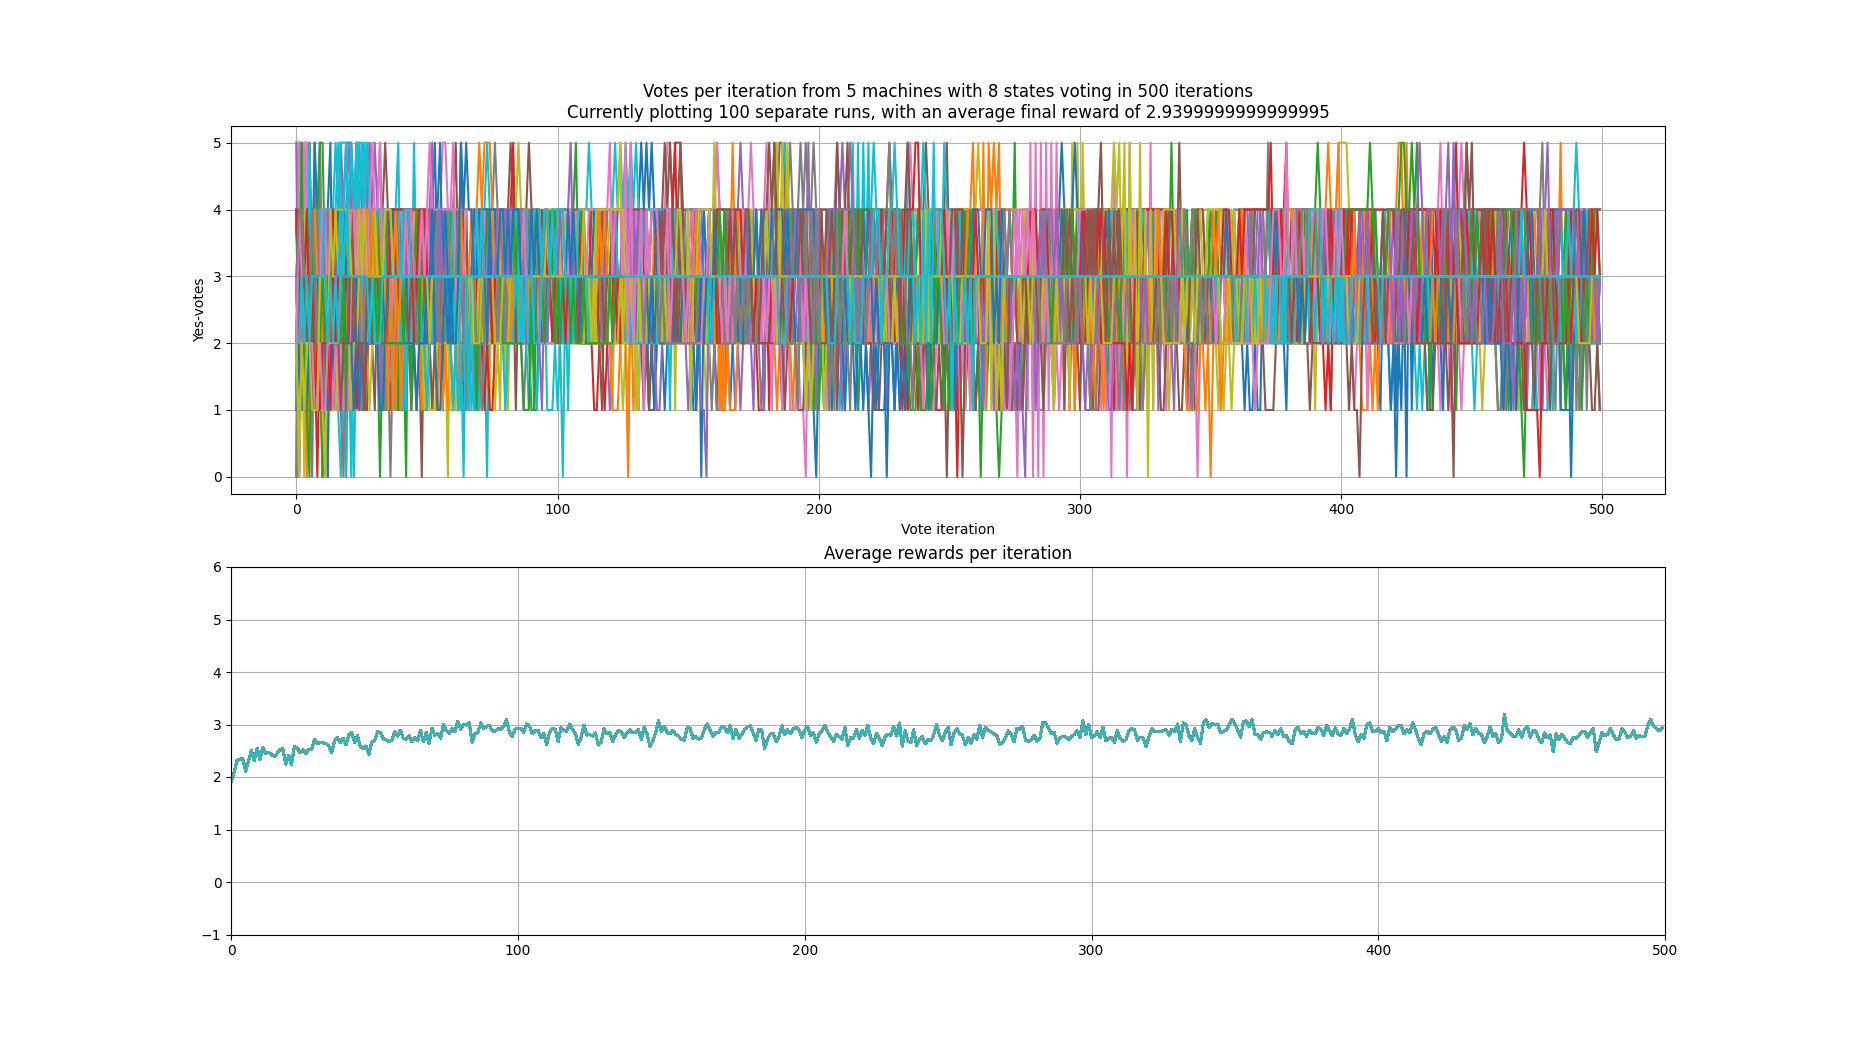 Votes per iteration from 5 machines with 8 states voting in 500 iterations
Currently plotting 100 separate runs, with an average final reward of 2.9399999999999995
5
4
3
2
1
0
Yes-votes
0 100 200 300 400 500
Vote iteration
Average rewards per iteration
6
5
4
3
2
1
0
−1
0 100 200 300 400 500